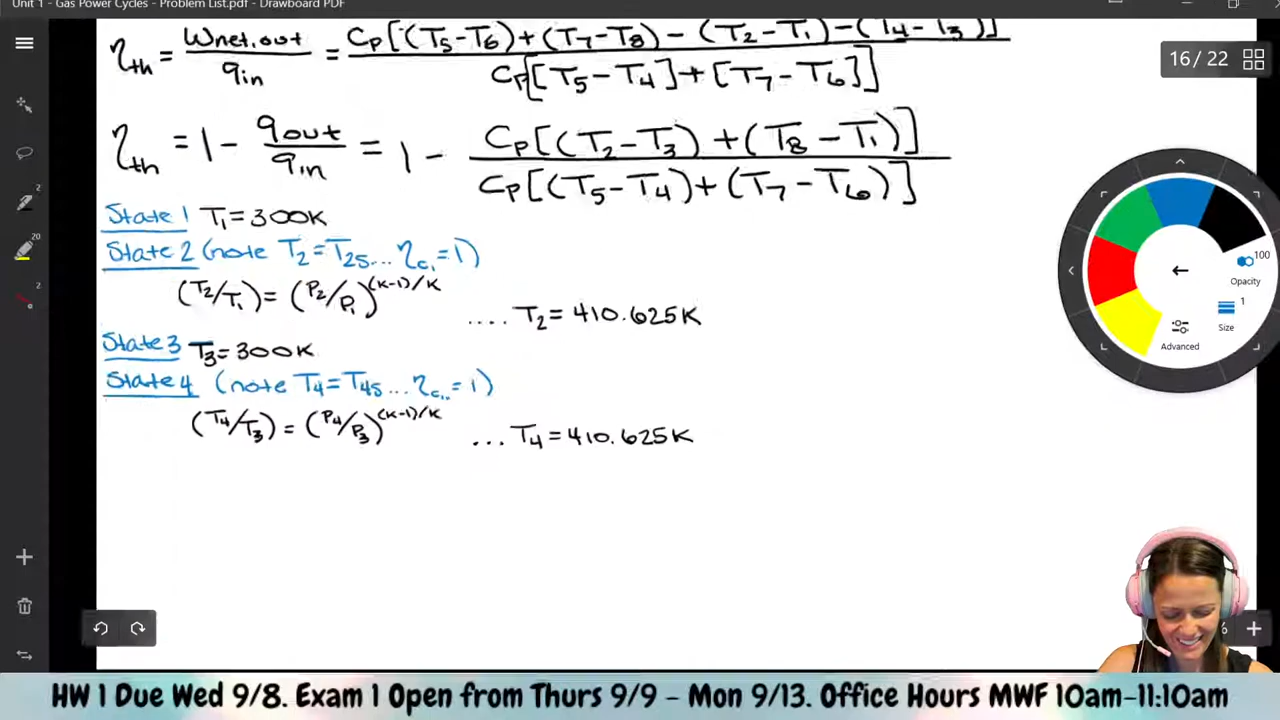 Unit 1 - Gas Power Cycles - Problem List.pdf - Drawboard PDF
ηth = Wnet,out / qin = Cp[(T5-T6)+(T7-T8)-(T2-T1)-(T4-T3)] / Cp[[T5-T4]+[T7-T6]]
16 / 22
ηth = 1 - qout / qin = 1 - Cp[(T2-T3)+(T8-T1)] / Cp[(T5-T4)+(T7-T6)]
State 1 T1=300K
State 2 (note T2=T2s... ηc1=1)
(T2/T1) = (P2/P1)^(k-1)/k .... T2=410.625K
State 3 T3=300K
State 4 (note T4=T4s...ηc11=1)
(T4/T3) = (P4/P3)^(k-1)/k ... T4=410.625K
100
Opacity
1
Size
Advanced
2
20
2
%
HW 1 Due Wed 9/8. Exam 1 Open from Thurs 9/9 - Mon 9/13. Office Hours MWF 10am-11:10am